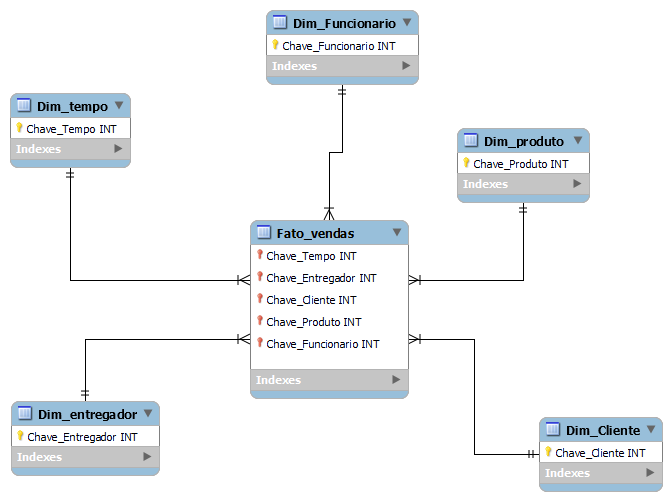 Dim_Funcionario
Chave_Funcionario INT
Indexes
Dim_tempo
Chave_Tempo INT
Indexes
Dim_produto
Chave_Produto INT
Indexes
Fato_vendas
Chave_Tempo INT
Chave_Entregador INT
Chave_Cliente INT
Chave_Produto INT
Chave_Funcionario INT
Indexes
Dim_entregador
Chave_Entregador INT
Indexes
Dim_Cliente
Chave_Cliente INT
Indexes